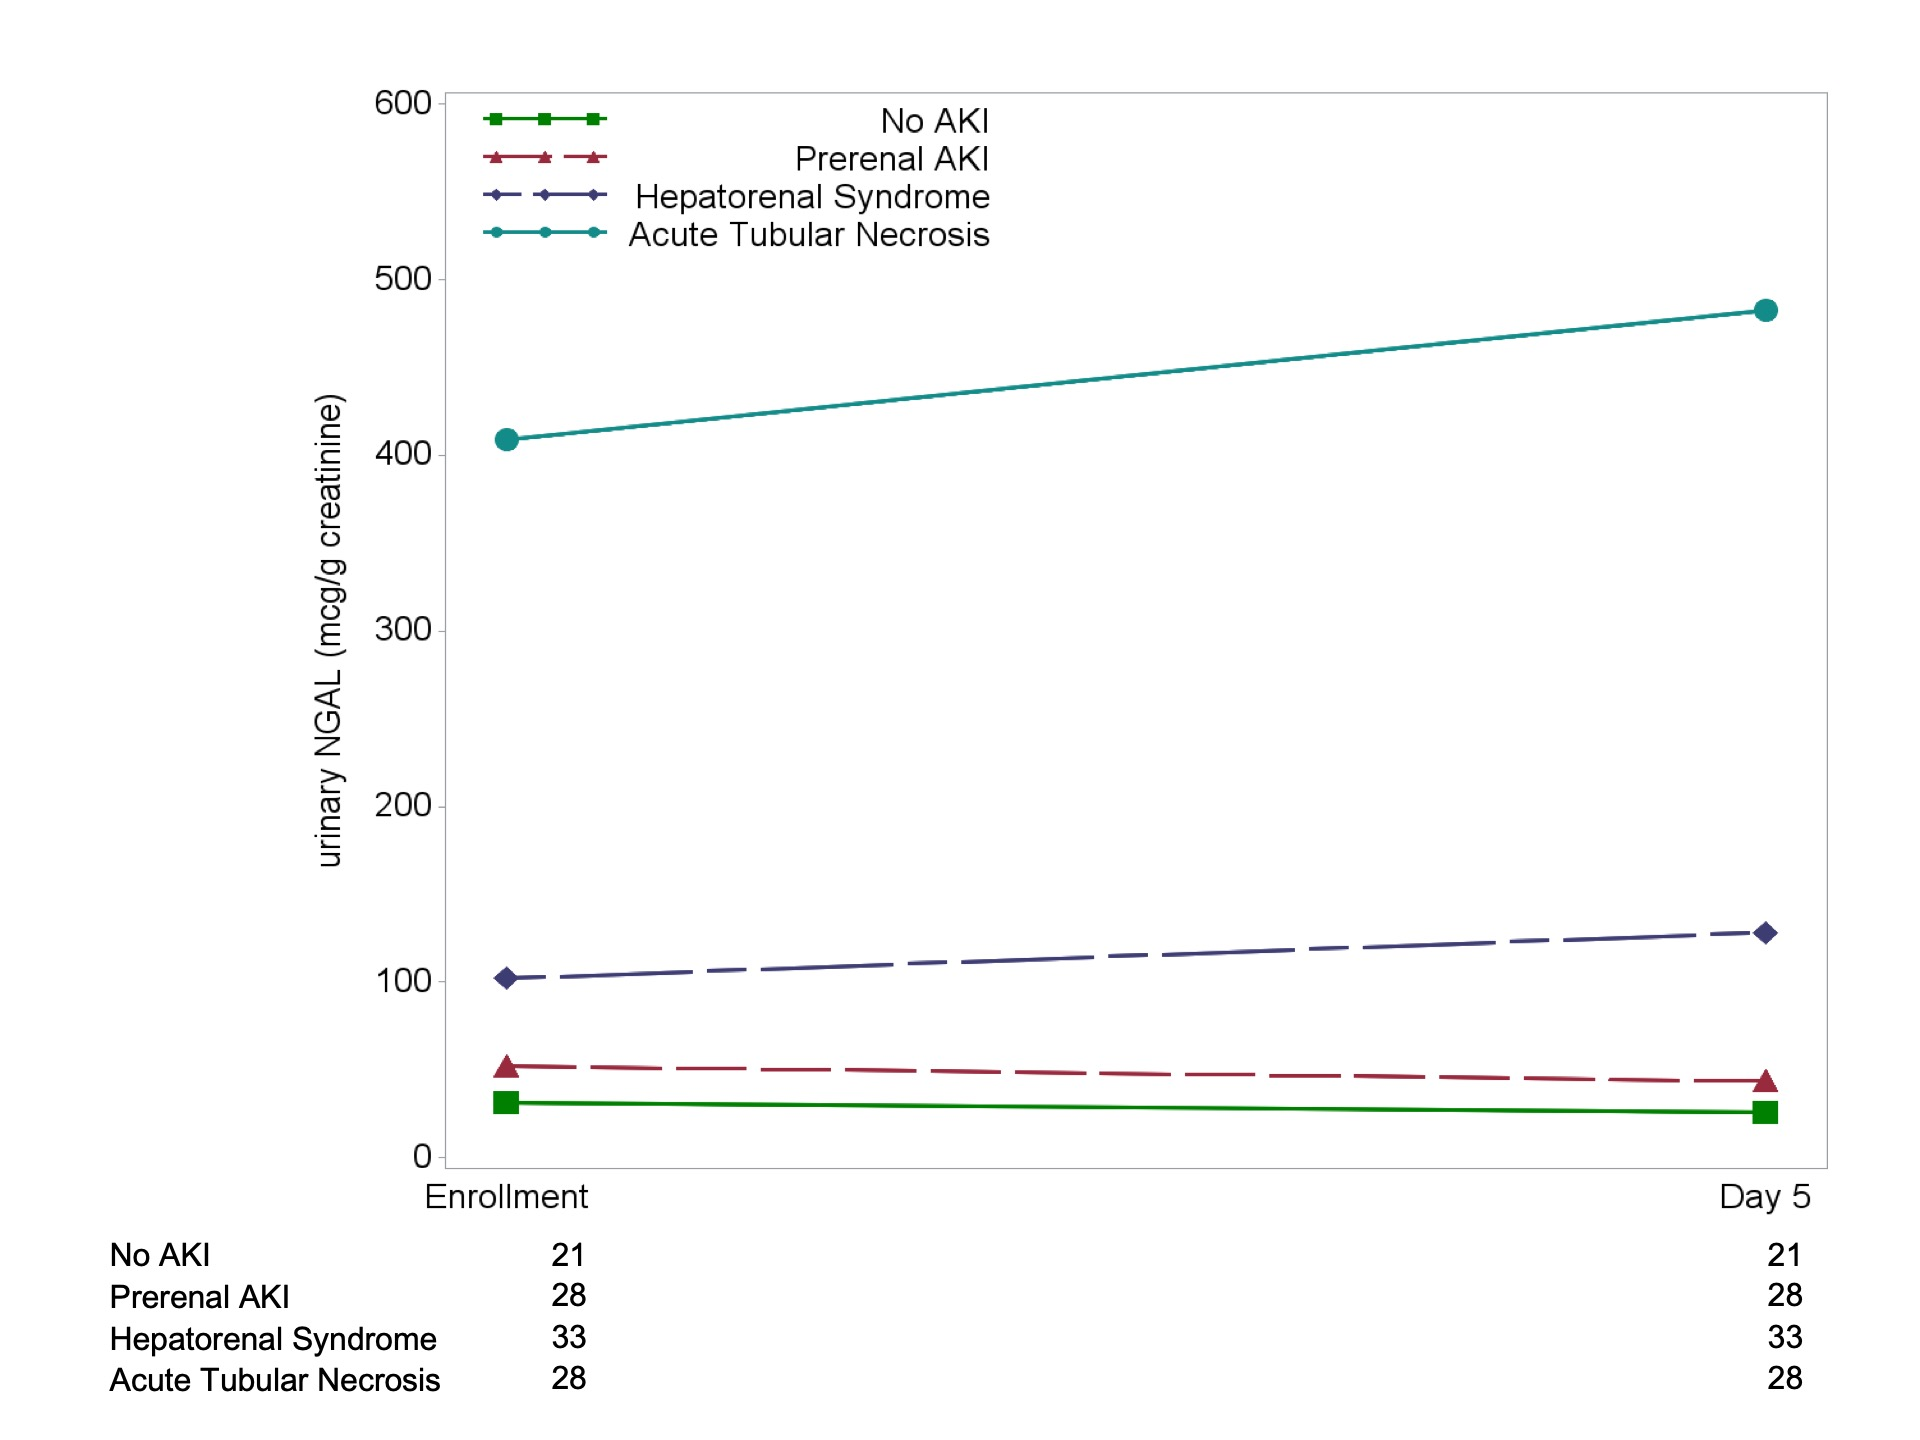 600
No AKI
Prerenal AKI
Hepatorenal Syndrome
Acute Tubular Necrosis
500
400
300
200
100
0
urinary NGAL (mcg/g creatinine)
Enrollment Day 5
No AKI 21 21
Prerenal AKI 28 28
Hepatorenal Syndrome 33 33
Acute Tubular Necrosis 28 28